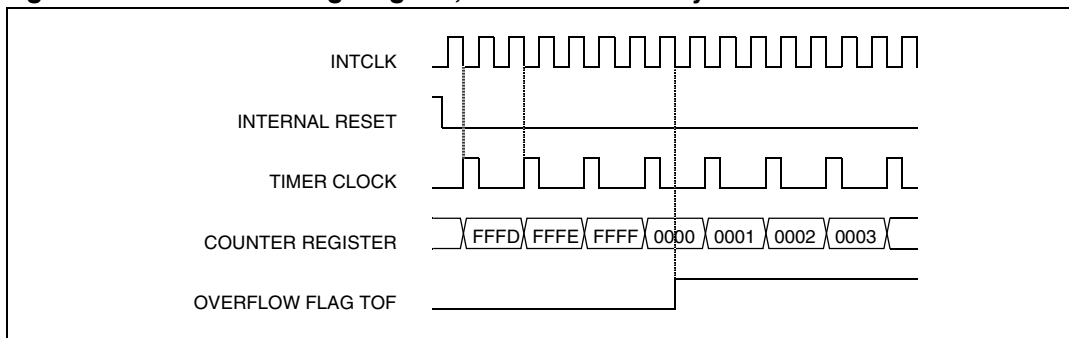 INTCLK
INTERNAL RESET
TIMER CLOCK
COUNTER REGISTER FFFD FFFE FFFF 0000 0001 0002 0003
OVERFLOW FLAG TOF